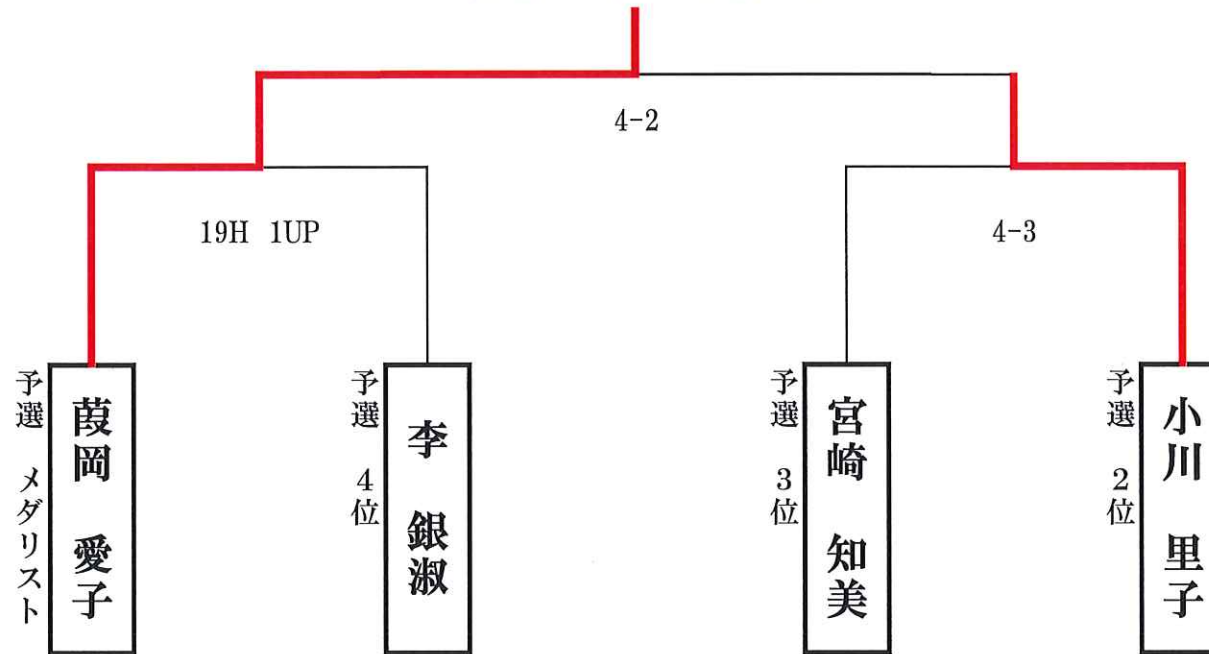 4-2
19H 1UP
4-3
予選 メダリスト
葭岡 愛子
予選 4位
李 銀淑
予選 3位
宮崎 知美
予選 2位
小川 里子